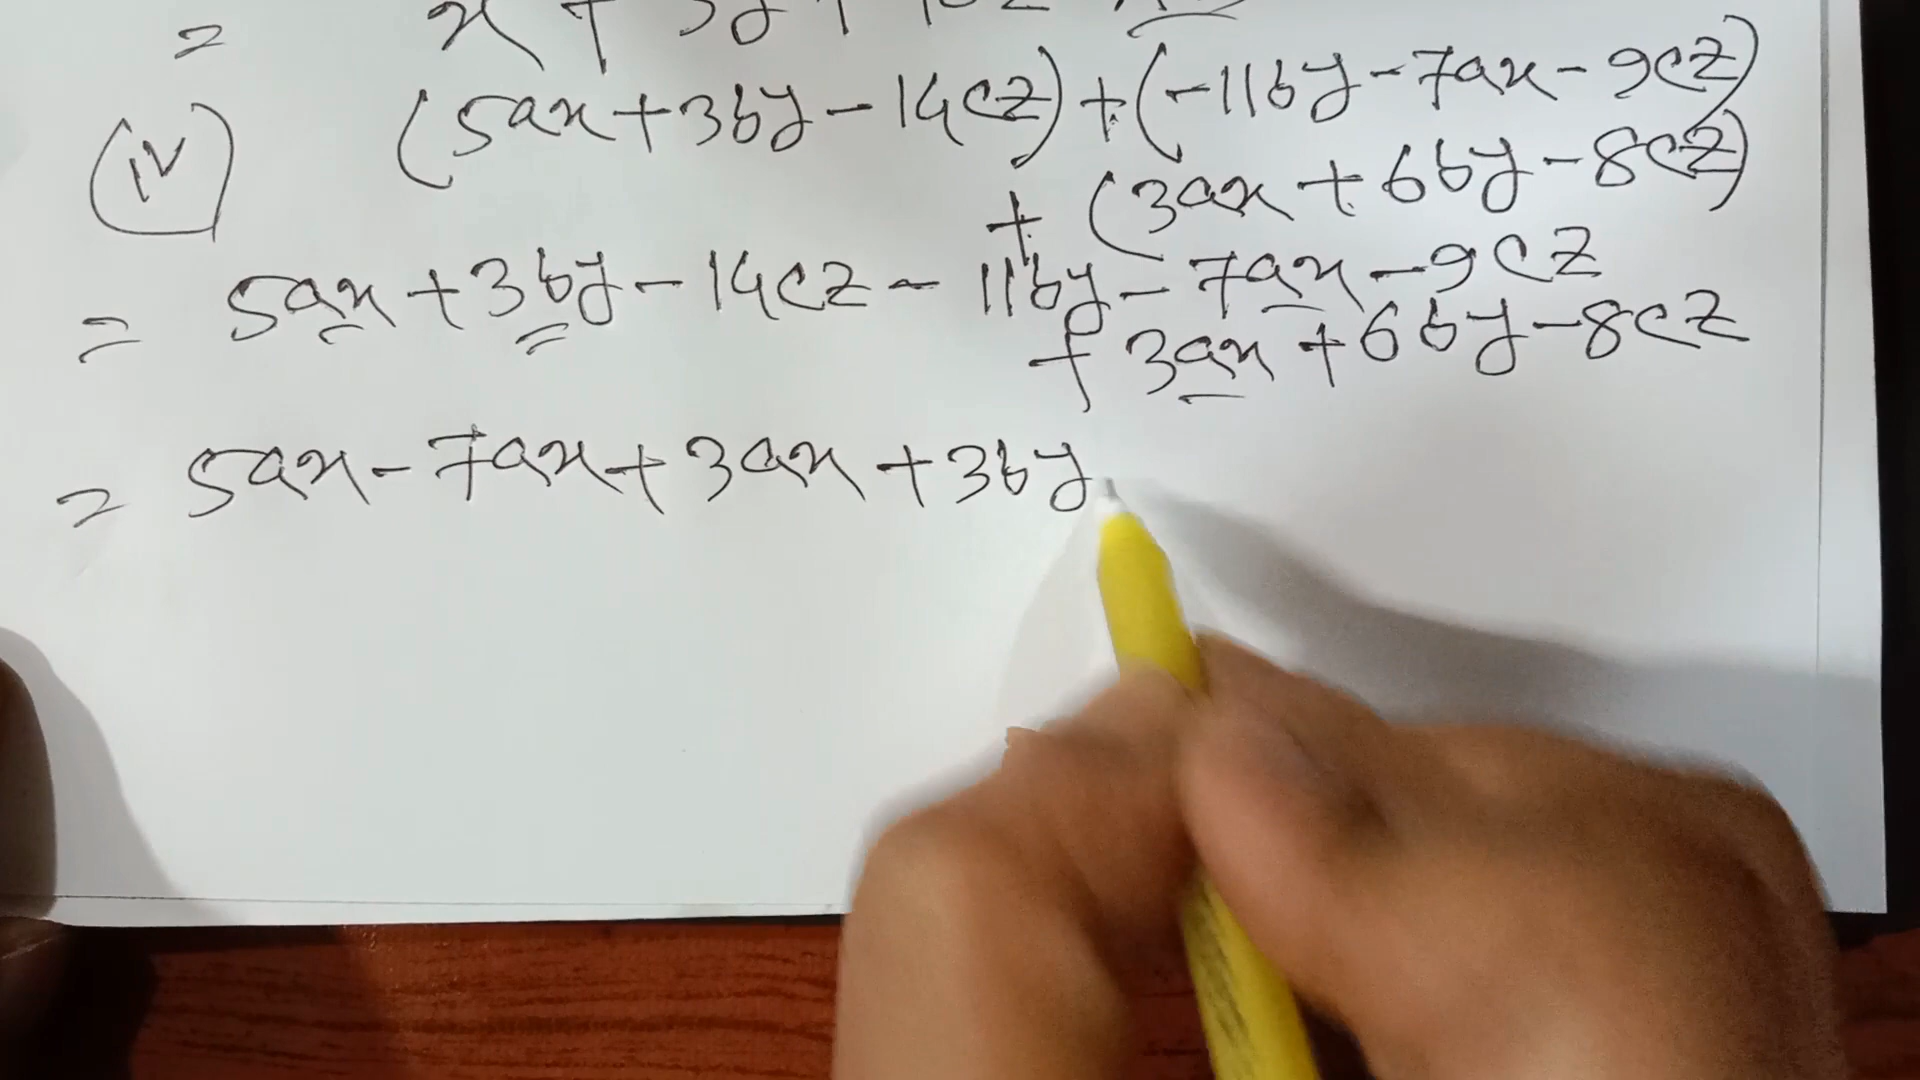 (iv) (5ax+3by-14cz)+(-11by-7ax-9cz)
+(3ax+6by-8cz)
= 5ax+3by-14cz-11by-7ax-9cz
+3ax+6by-8cz
= 5ax-7ax+3ax+3by